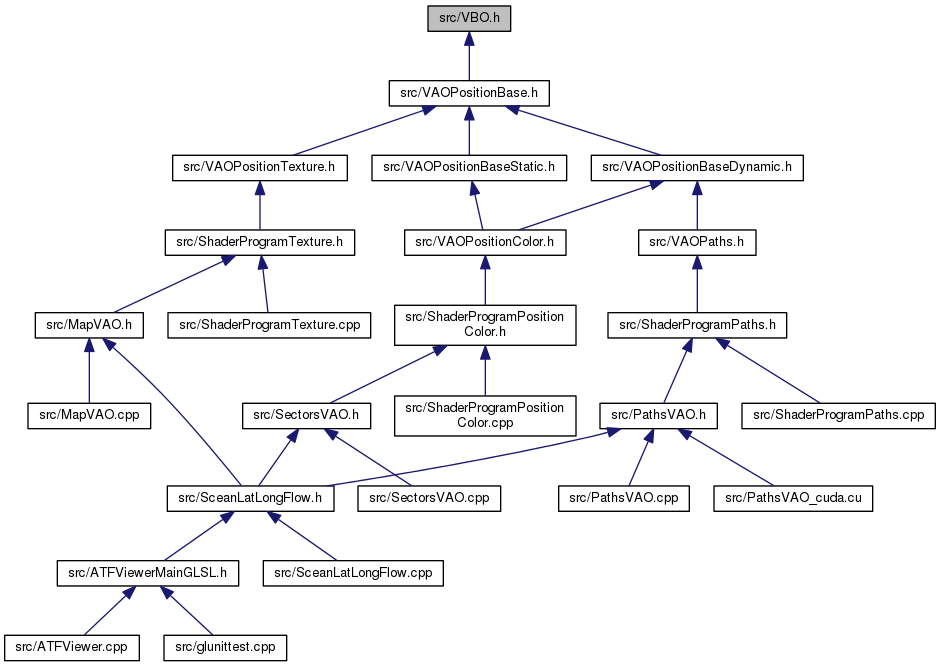 src/VBO.h
src/VAOPositionBase.h
src/VAOPositionTexture.h
src/VAOPositionBaseStatic.h
src/VAOPositionBaseDynamic.h
src/ShaderProgramTexture.h
src/VAOPositionColor.h
src/VAOPaths.h
src/MapVAO.h
src/ShaderProgramTexture.cpp
src/ShaderProgramPosition
Color.h
src/ShaderProgramPaths.h
src/MapVAO.cpp
src/SectorsVAO.h
src/ShaderProgramPosition
Color.cpp
src/PathsVAO.h
src/ShaderProgramPaths.cpp
src/SceanLatLongFlow.h
src/SectorsVAO.cpp
src/PathsVAO.cpp
src/PathsVAO_cuda.cu
src/ATFViewerMainGLSL.h
src/SceanLatLongFlow.cpp
src/ATFViewer.cpp
src/glunittest.cpp